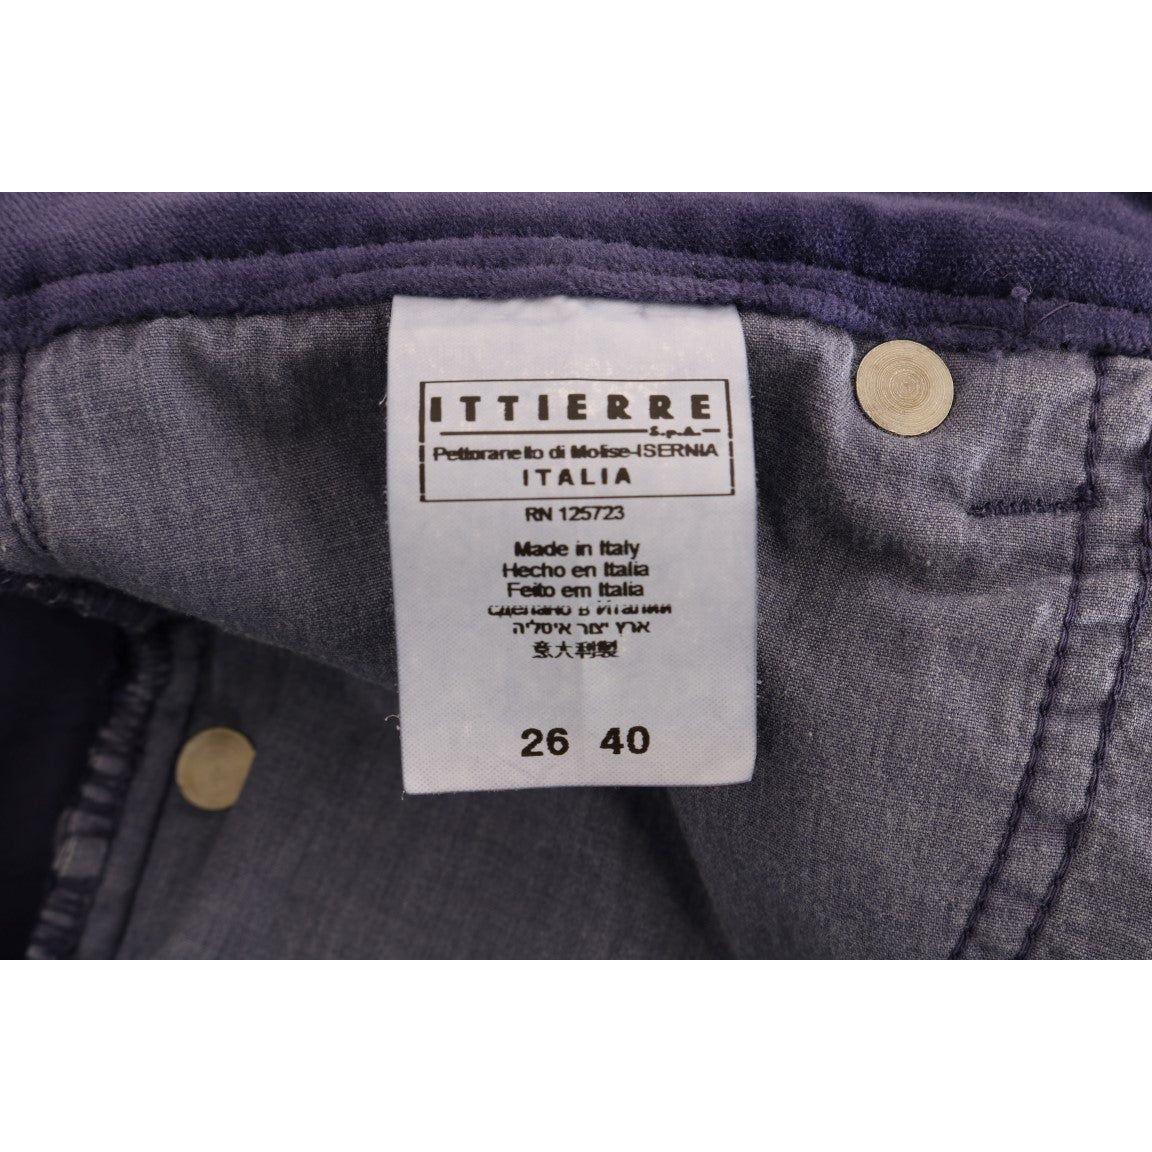 ITTIERRE
S.p.A.
Pettoranello di Molise-ISERNIA
ITALIA
RN 125723
Made in Italy
Hecho en Italia
Feito em Italia
Сделано в Италии
ארץ יצור איטליה
意大利製
26 40